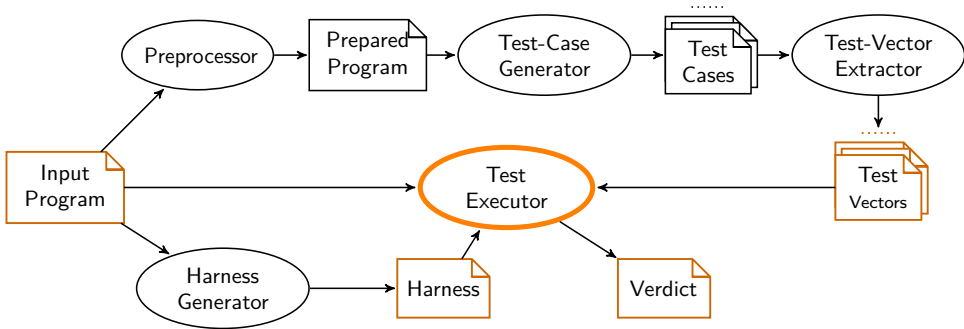 ......
Preprocessor
Prepared
Program
Test-Case
Generator
Test
Cases
Test-Vector
Extractor
......
Input
Program
Test
Executor
Test
Vectors
Harness
Generator
Harness
Verdict